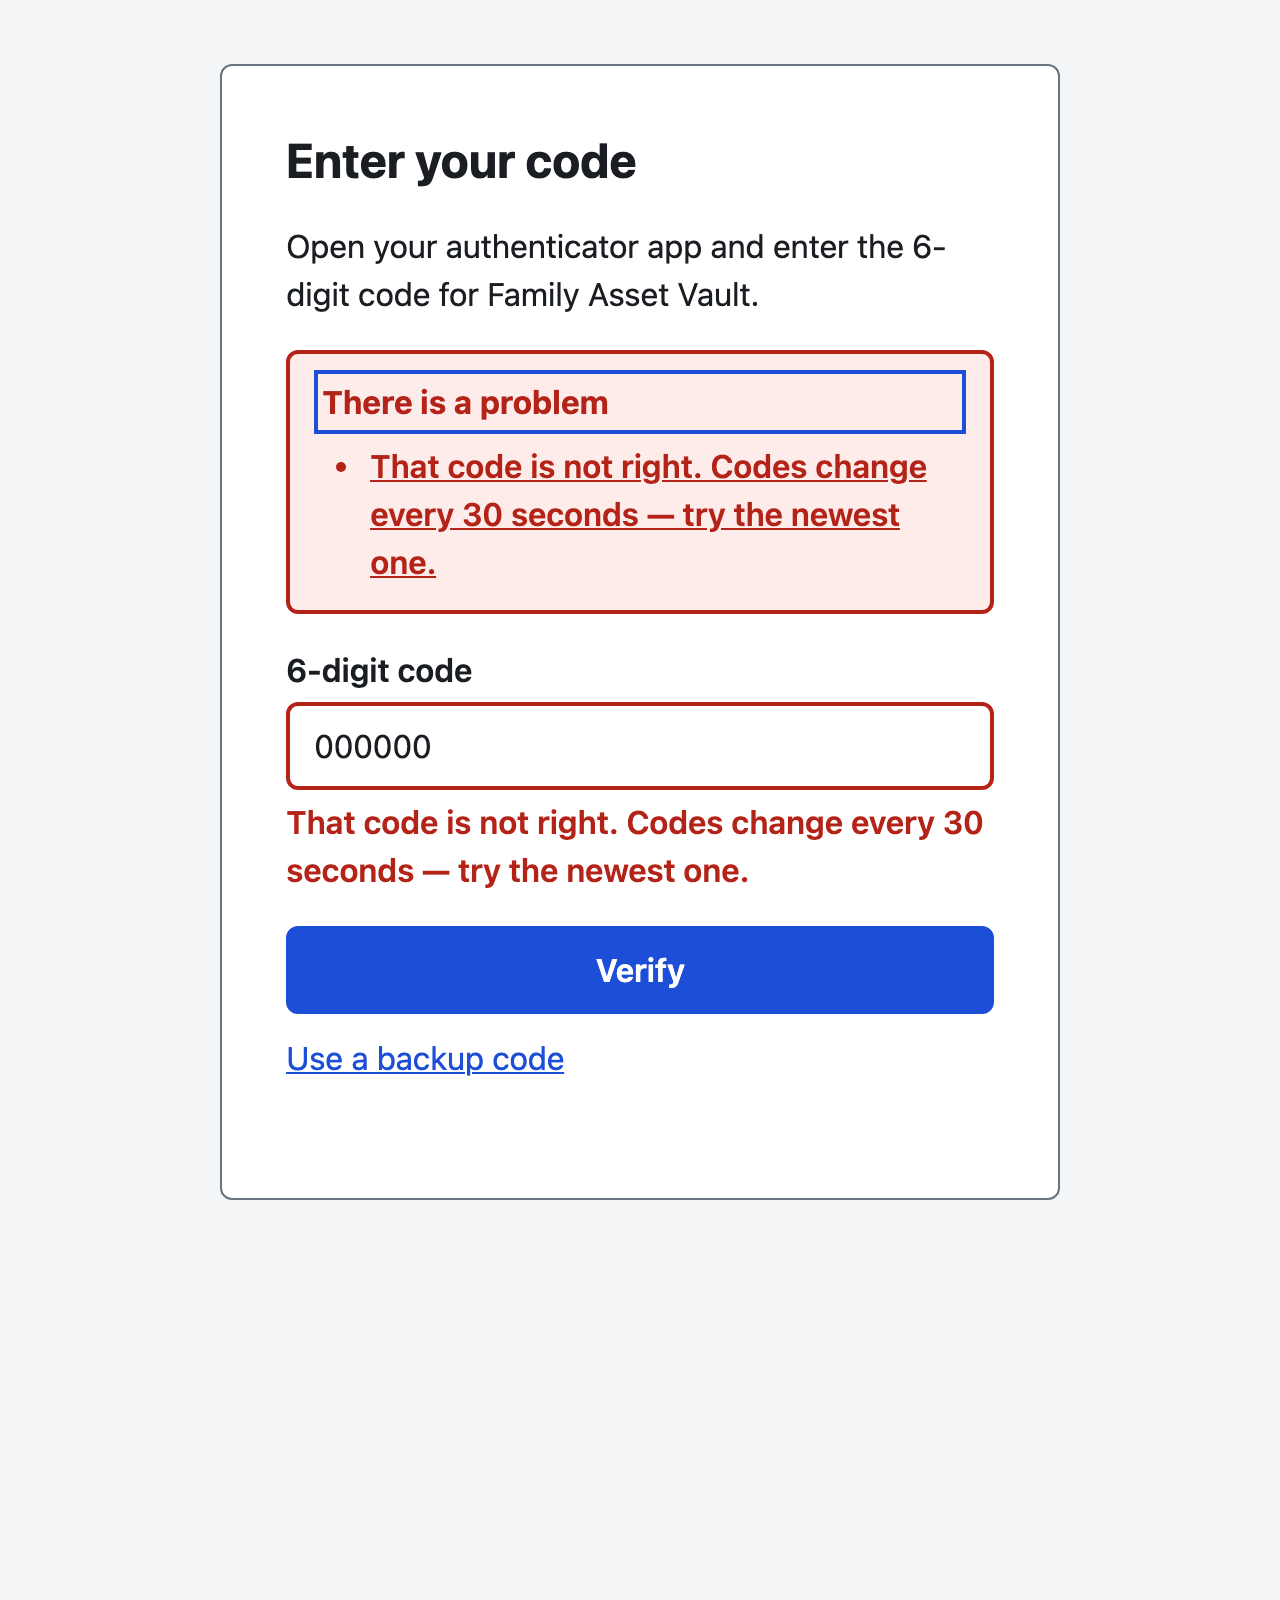 Enter your code
Open your authenticator app and enter the 6-
digit code for Family Asset Vault.
There is a problem
• That code is not right. Codes change
every 30 seconds — try the newest
one.
6-digit code
000000
That code is not right. Codes change every 30
seconds — try the newest one.
Verify
Use a backup code